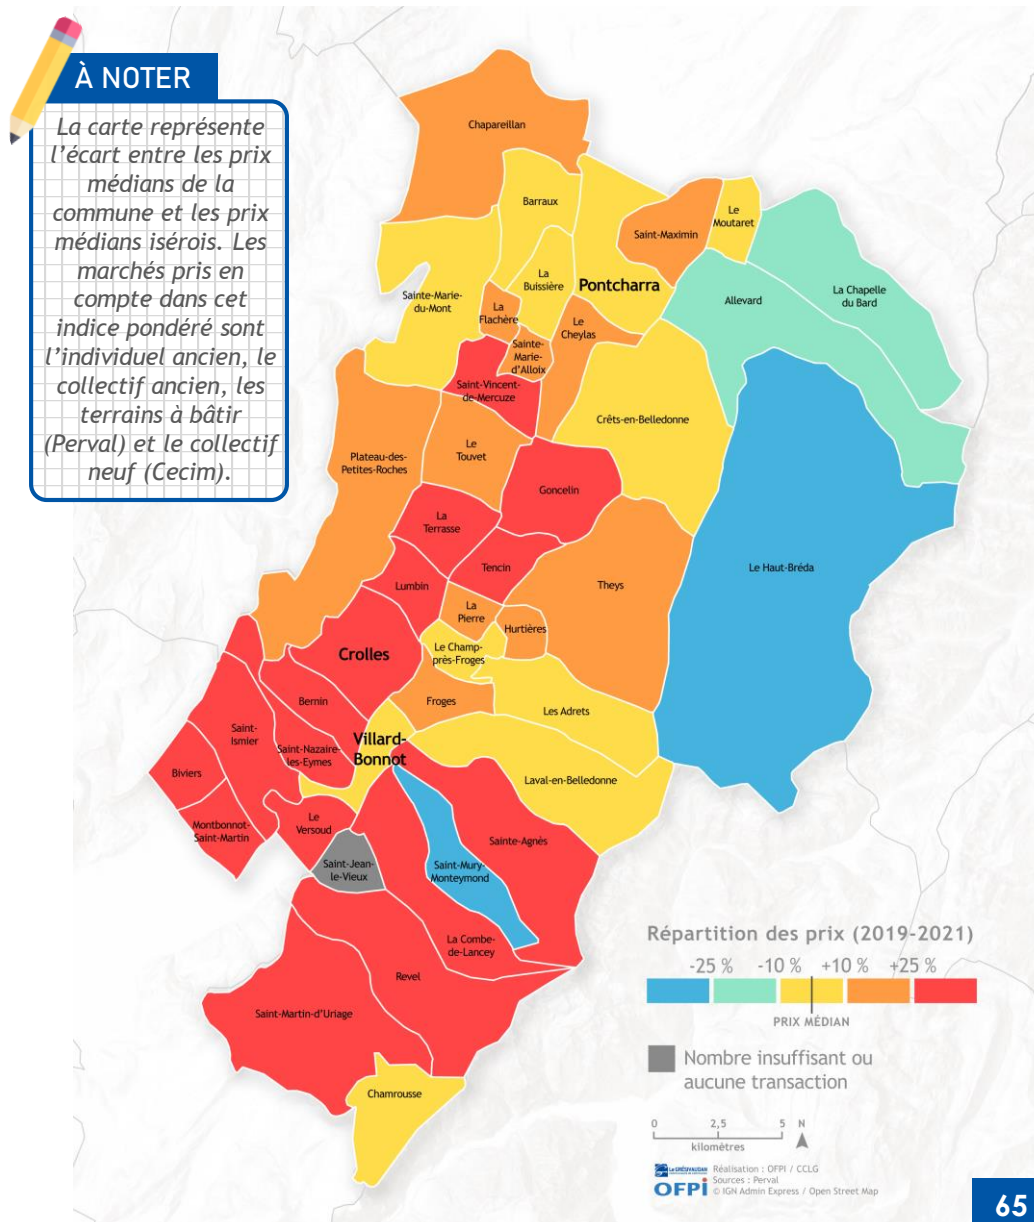 À NOTER
La carte représente
l'écart entre les prix
médians de la
commune et les prix
médians isérois. Les
marchés pris en
compte dans cet
indice pondéré sont
l'individuel ancien, le
collectif ancien, les
terrains à bâtir
(Perval) et le collectif
neuf (Cecim).
Chapareillan
Barraux
Le
Moutaret
Saint-Maximin
La
Buissière
Pontcharra
Sainte-Marie-
du-Mont
Allevard
La Chapelle
du Bard
La
Flachère
Le
Cheylas
Sainte-
Marie-
d'Alloix
Saint-Vincent-
de-Mercuze
Crêts-en-Belledonne
Le
Touvet
Plateau-des-
Petites-Roches
Goncelin
La
Terrasse
Tencin
Le Haut-Bréda
Lumbin
Theys
La
Pierre
Hurtières
Crolles
Le Champ-
près-Froges
Bernin
Froges
Les Adrets
Saint-
Ismier
Saint-Nazaire-
les-Eymes
Villard-
Bonnot
Biviers
Laval-en-Belledonne
Montbonnot-
Saint-Martin
Le
Versoud
Sainte-Agnès
Saint-Jean-
le-Vieux
Saint-Mury-
Monteymond
La Combe-
de-Lancey
Revel
Saint-Martin-d'Uriage
Chamrousse
Répartition des prix (2019-2021)
-25 % -10 % +10 % +25 %
PRIX MÉDIAN
Nombre insuffisant ou
aucune transaction
0 2,5 5 N
kilomètres
Le GRÉSIVAUDAN
Réalisation : OFPI / CCLG
OFPI Sources : Perval
© IGN Admin Express / Open Street Map
65